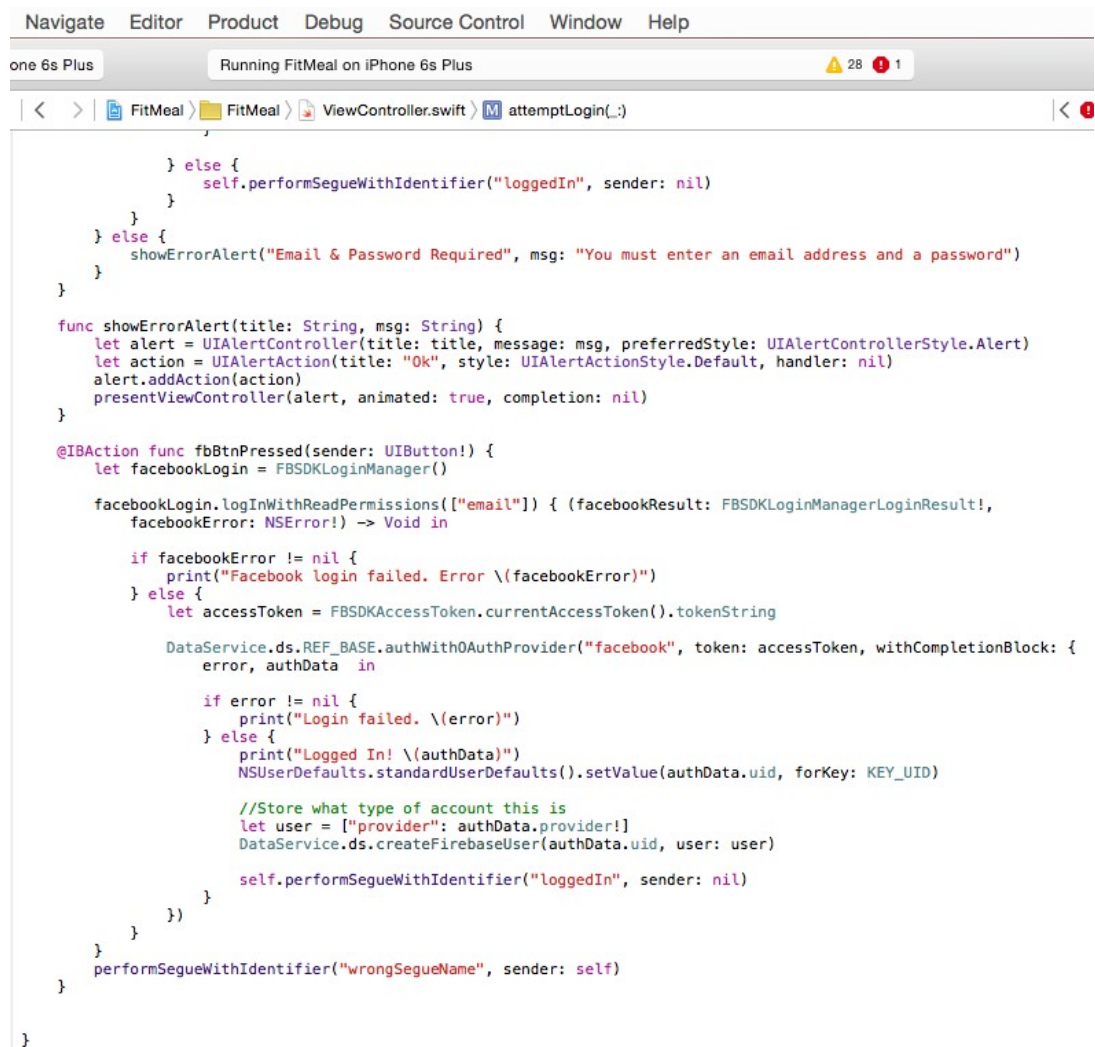 Navigate Editor Product Debug Source Control Window Help
one 6s Plus Running FitMeal on iPhone 6s Plus 28 1
FitMeal FitMeal ViewController.swift M attemptLogin(_:)
}
} else {
self.performSegueWithIdentifier("loggedIn", sender: nil)
}
}
} else {
showErrorAlert("Email & Password Required", msg: "You must enter an email address and a password")
}
}
func showErrorAlert(title: String, msg: String) {
let alert = UIAlertController(title: title, message: msg, preferredStyle: UIAlertControllerStyle.Alert)
let action = UIAlertAction(title: "Ok", style: UIAlertActionStyle.Default, handler: nil)
alert.addAction(action)
presentViewController(alert, animated: true, completion: nil)
}
@IBAction func fbBtnPressed(sender: UIButton!) {
let facebookLogin = FBSDKLoginManager()
facebookLogin.logInWithReadPermissions(["email"]) { (facebookResult: FBSDKLoginManagerLoginResult!,
facebookError: NSError!) -> Void in
if facebookError != nil {
print("Facebook login failed. Error \(facebookError)")
} else {
let accessToken = FBSDKAccessToken.currentAccessToken().tokenString
DataService.ds.REF_BASE.authWithOAuthProvider("facebook", token: accessToken, withCompletionBlock: {
error, authData  in
if error != nil {
print("Login failed. \(error)")
} else {
print("Logged In! \(authData)")
NSUserDefaults.standardUserDefaults().setValue(authData.uid, forKey: KEY_UID)
//Store what type of account this is
let user = ["provider": authData.provider!]
DataService.ds.createFirebaseUser(authData.uid, user: user)
self.performSegueWithIdentifier("loggedIn", sender: nil)
}
})
}
}
performSegueWithIdentifier("wrongSegueName", sender: self)
}
}